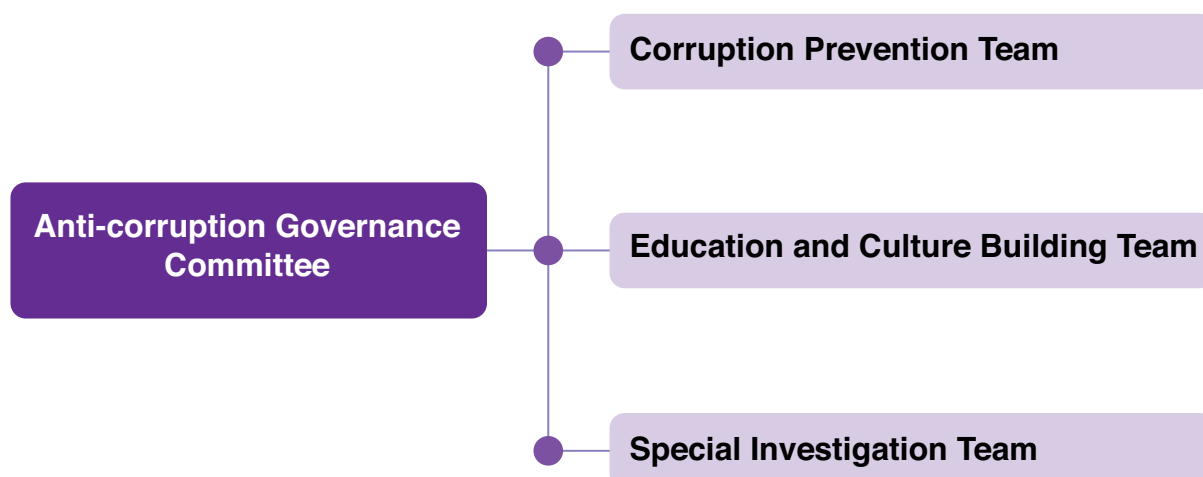 Corruption Prevention Team
Anti-corruption Governance
Committee
Education and Culture Building Team
Special Investigation Team